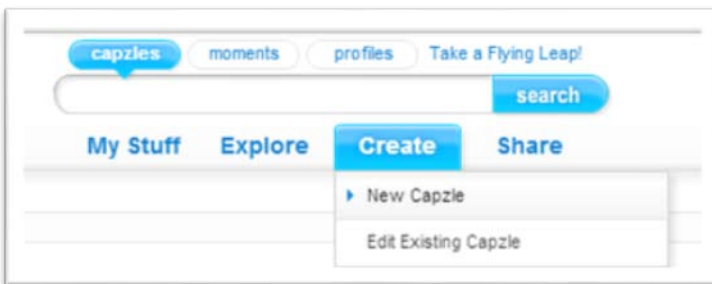 capzles moments profiles Take a Flying Leap!
search
My Stuff Explore Create Share
New Capzle
Edit Existing Capzle